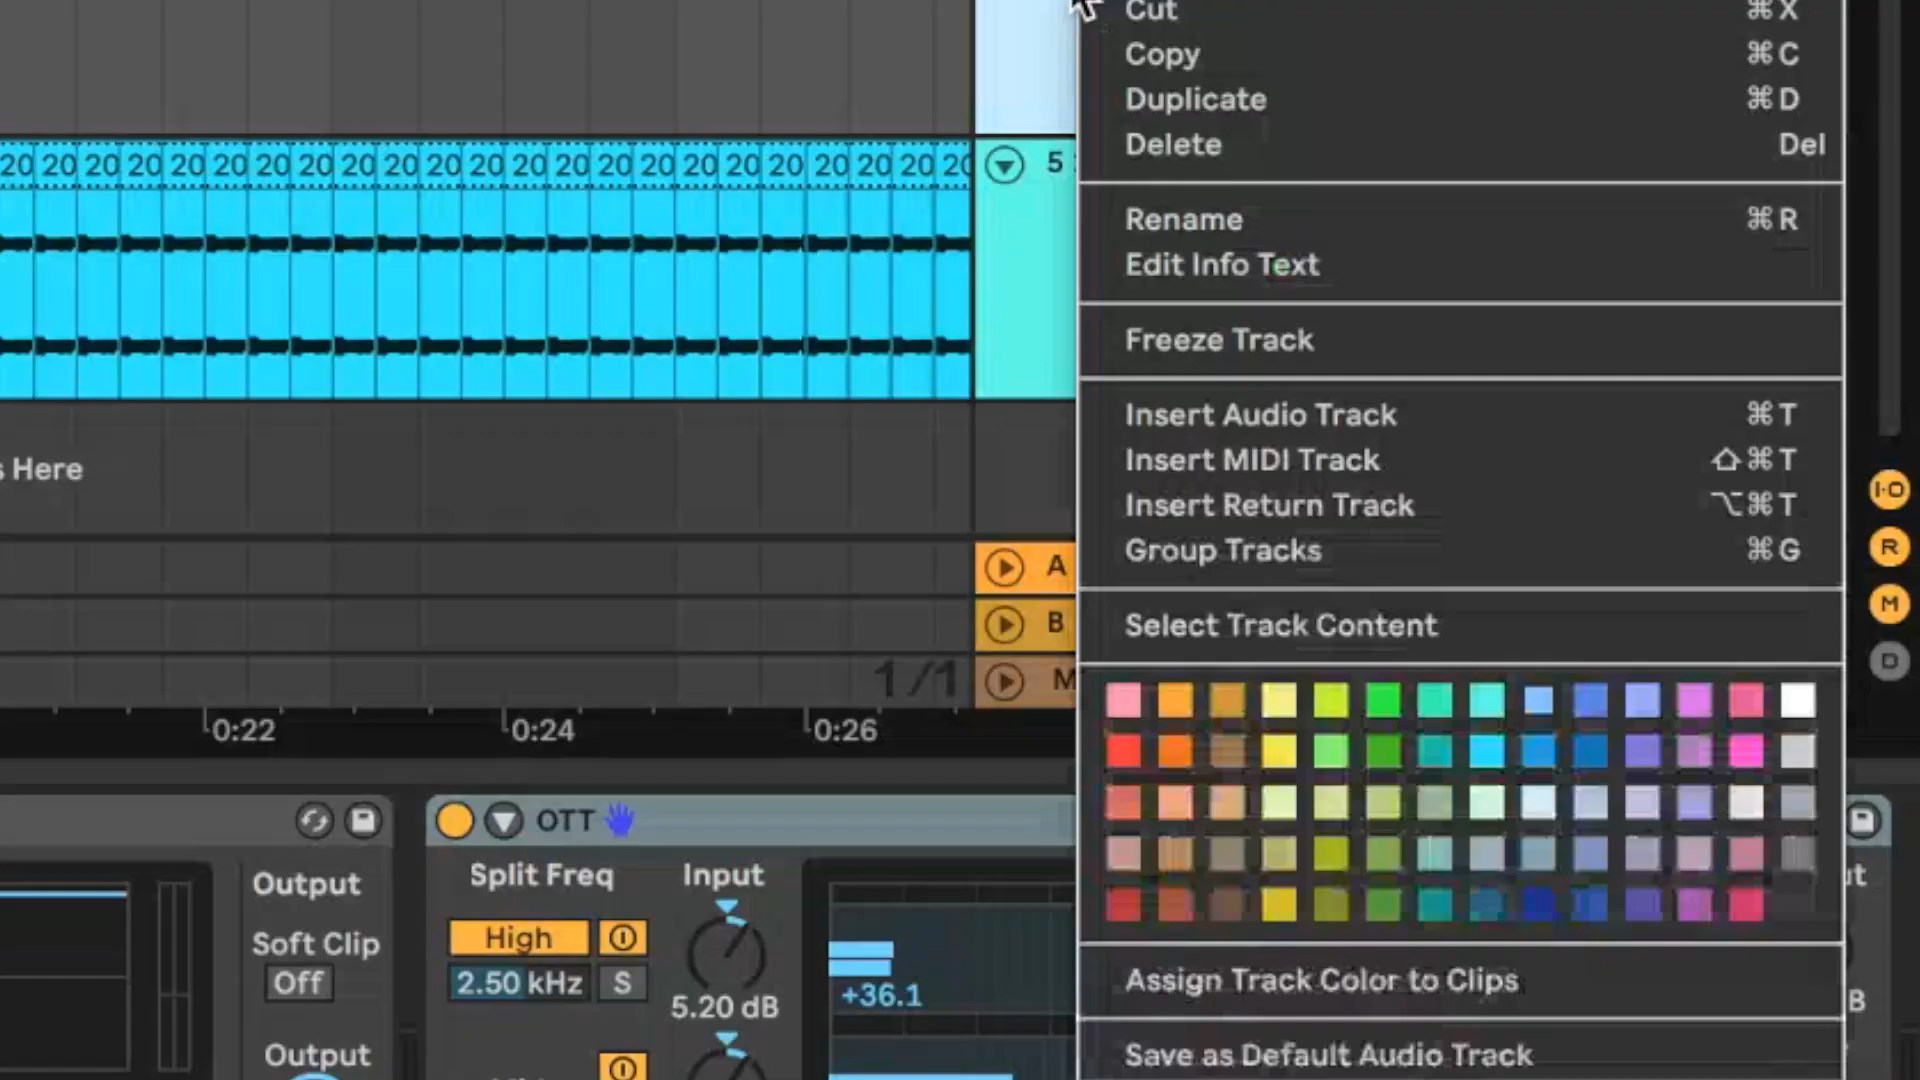 Cut ⌘X
Copy ⌘C
Duplicate ⌘D
Delete Del
20 20 20 20 20 20 20 20 20 20 20 20 20 20 20 20 20 20 20 20 20 20
5
Rename ⌘R
Edit Info Text
Freeze Track
Insert Audio Track ⌘T
Insert MIDI Track ⇧⌘T
Insert Return Track ⌥⌘T
Group Tracks ⌘G
s Here
I·O
R
M
D
A
B
M
Select Track Content
1/1
0:22 0:24 0:26
Assign Track Color to Clips
Save as Default Audio Track
Output
Soft Clip
Off
Output
OTT
Split Freq
High
2.50 kHz S
Input
5.20 dB
+36.1
ut
B